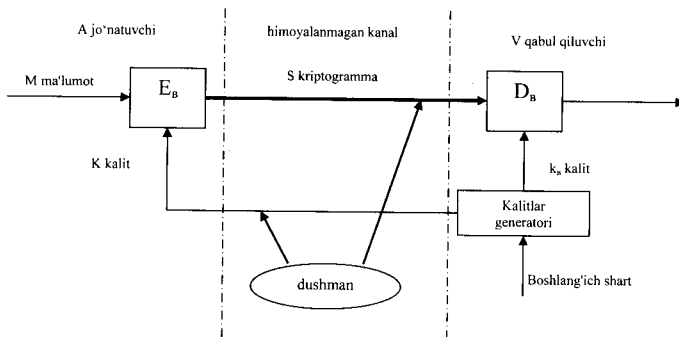 A jo'natuvchi
himoyalanmagan kanal
V qabul qiluvchi
M ma'lumot
E_B
S kriptogramma
D_B
K kalit
k_B kalit
Kalitlar
generatori
dushman
Boshlang'ich shart